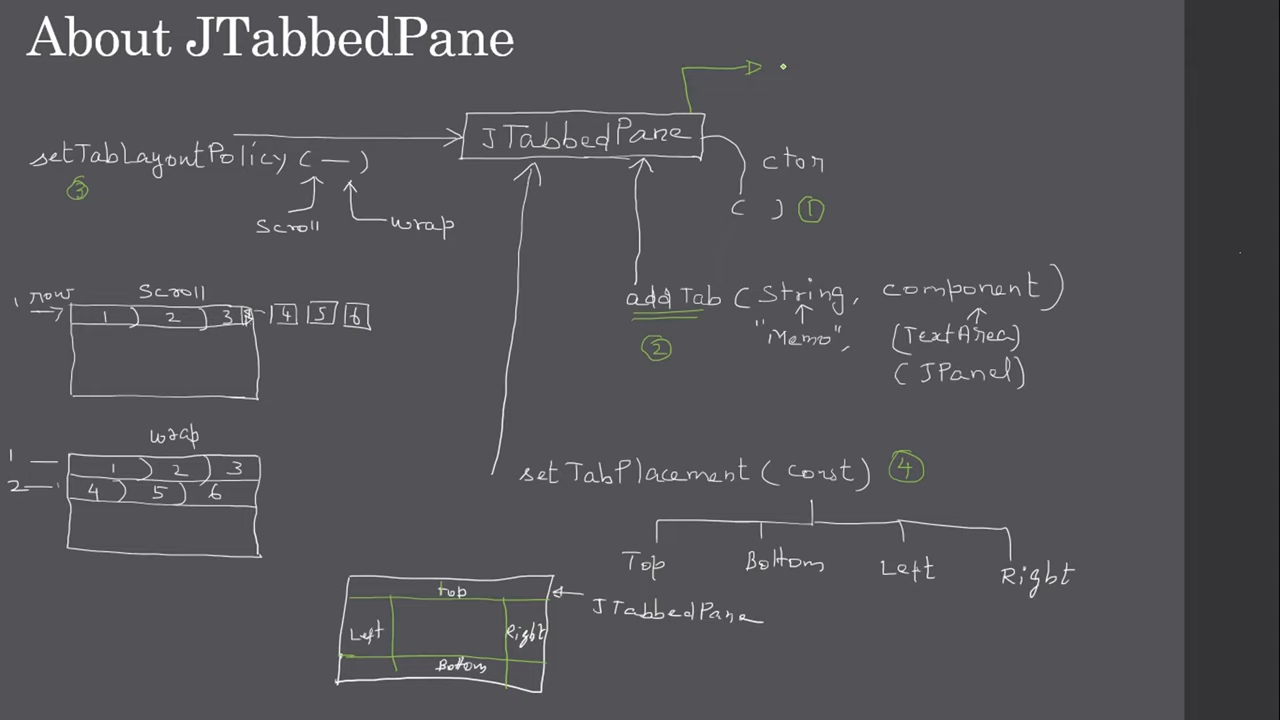 About JTabbedPane
JTabbedPane
setTabLayoutPolicy ( — )
③
Scroll
wrap
ctor
( ) ①
addTab ( String, component )
②
"Memo",
(TextArea)
(JPanel)
1 row
Scroll
1 2 3 4 5 6
wrap
1 1 2 3
2 4 5 6
setTabPlacement (const) ④
Top Bottom Left Right
top
Left Right
Bottom
JTabbedPane